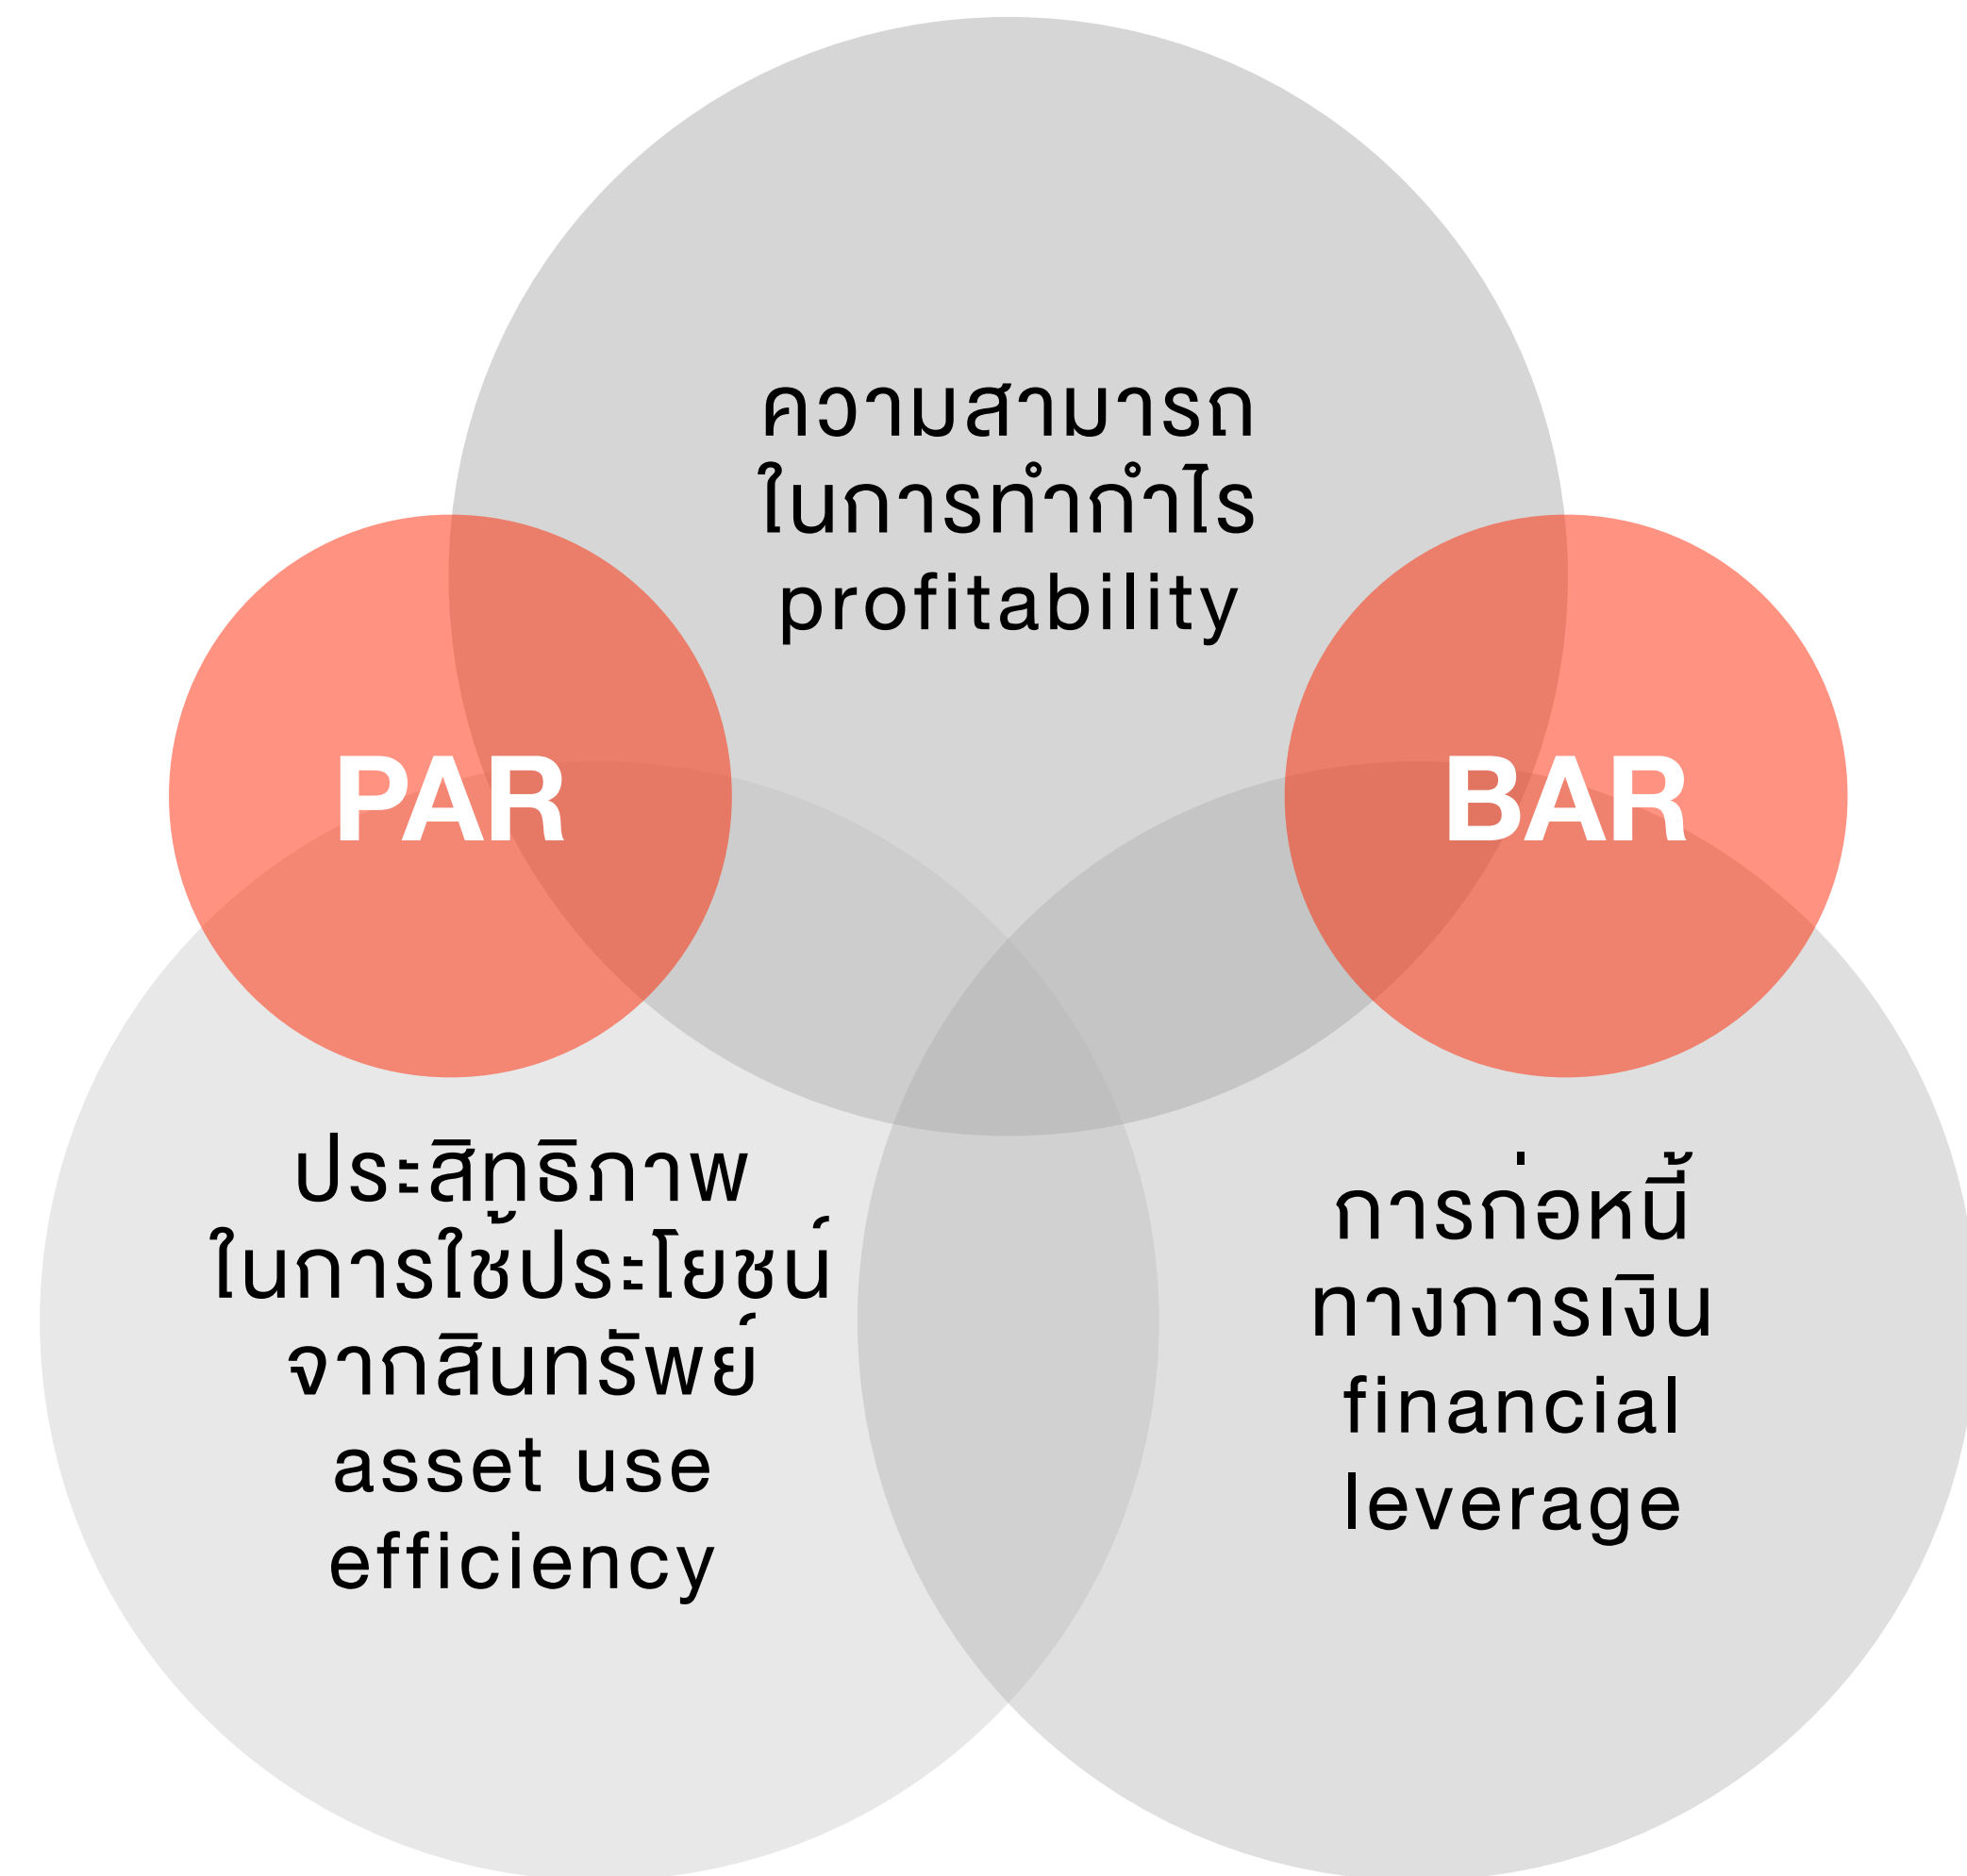 ความสามารถ
ในการทำกำไร
profitability
PAR
BAR
ประสิทธิภาพ
ในการใช้ประโยชน์
จากสินทรัพย์
asset use
efficiency
การก่อหนี้
ทางการเงิน
financial
leverage